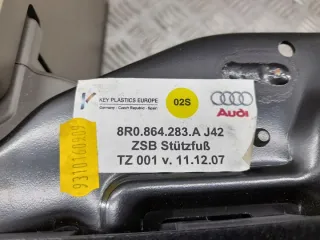 KEY PLASTICS EUROPE
Germany - Czech Republic - Spain
02S
Audi
8R0.864.283.A J42
ZSB Stützfuß
TZ 001 v. 11.12.07